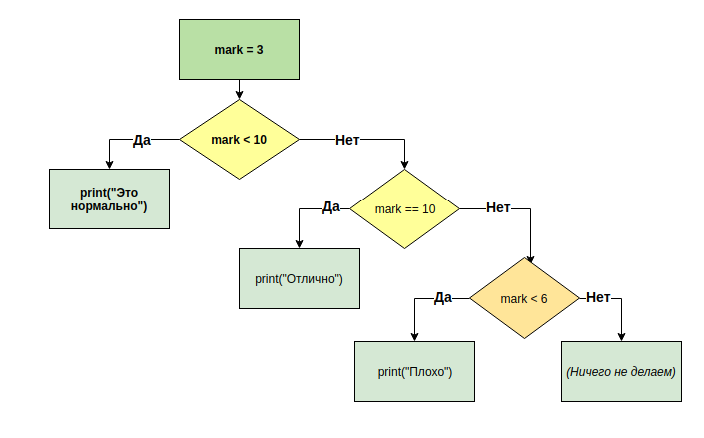 mark = 3
mark < 10
Да
Нет
print("Это
нормально")
mark == 10
Да
Нет
print("Отлично")
mark < 6
Да
Нет
print("Плохо")
(Ничего не делаем)